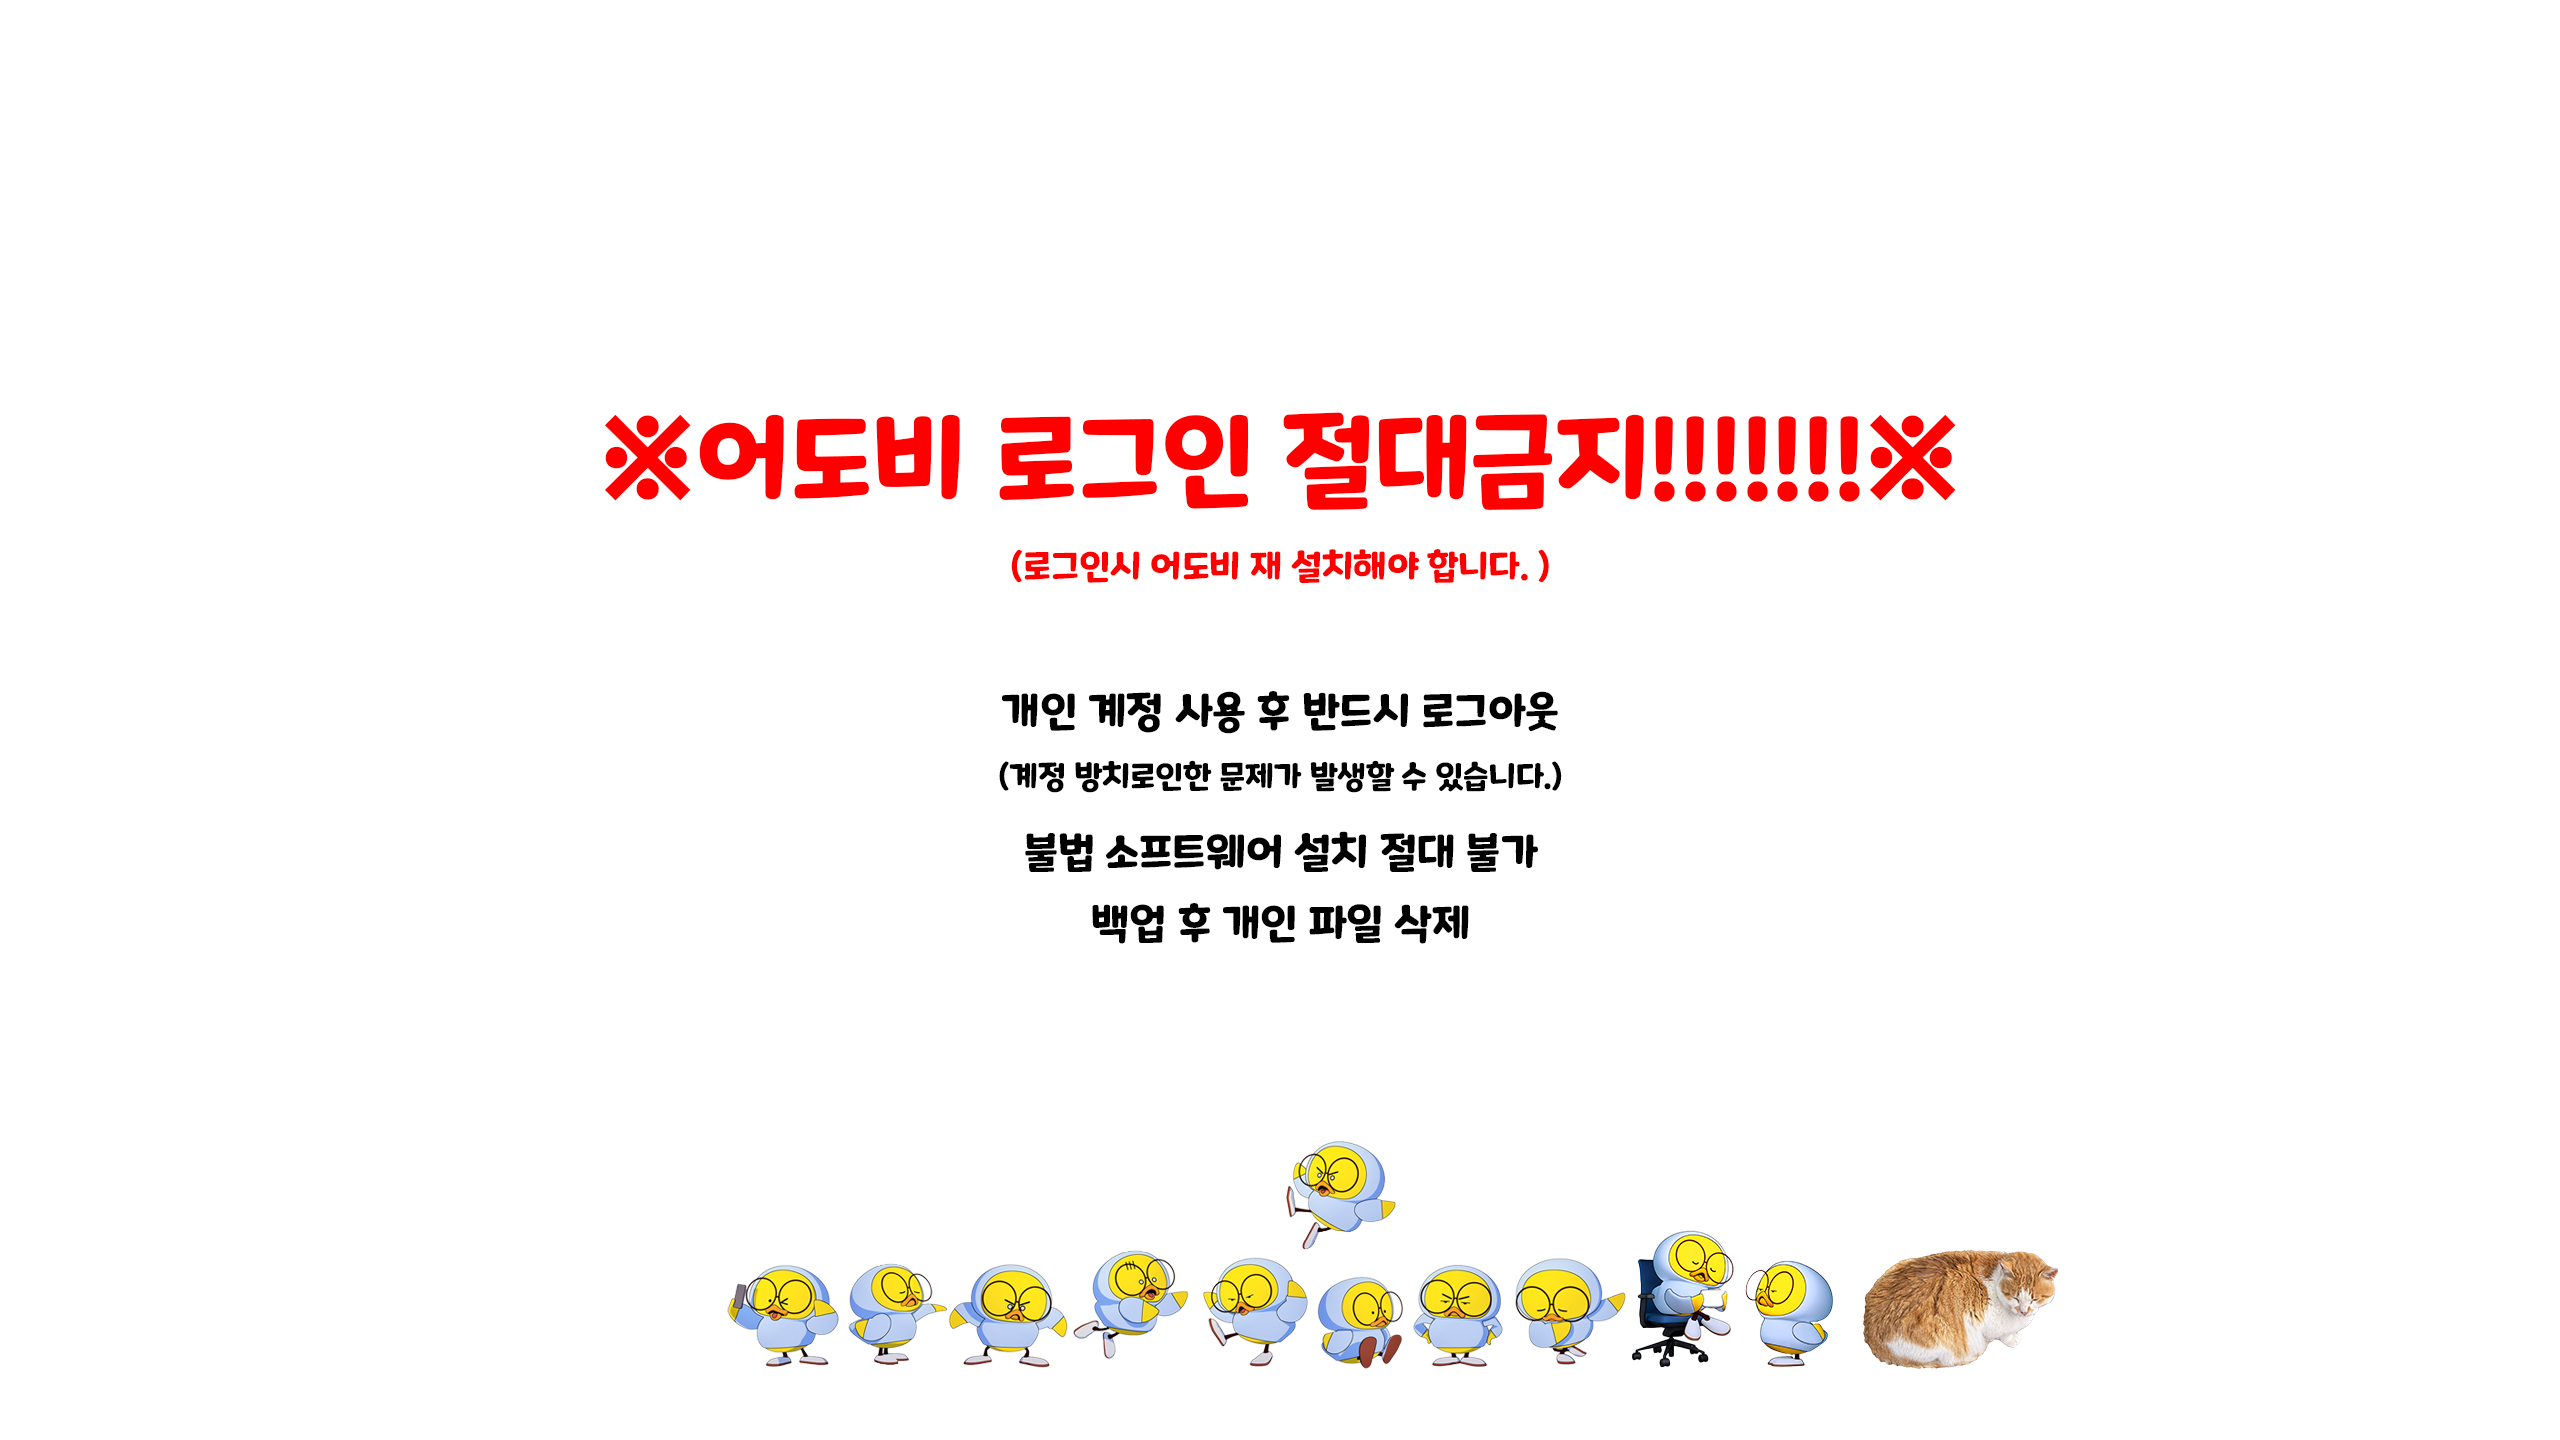 ※어도비 로그인 절대금지!!!!!!!※
(로그인시 어도비 재 설치해야 합니다. )
개인 계정 사용 후 반드시 로그아웃
(계정 방치로인한 문제가 발생할 수 있습니다.)
불법 소프트웨어 설치 절대 불가
백업 후 개인 파일 삭제